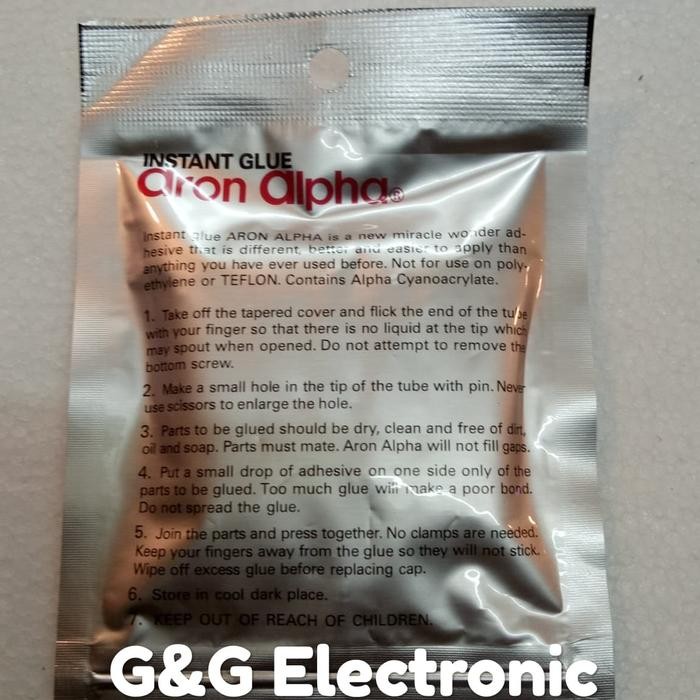 INSTANT GLUE
aron alpha®
Instant glue ARON ALPHA is a new miracle wonder ad-
hesive that is different, better and easier to apply than
anything you have ever used before. Not for use on poly-
ethylene or TEFLON. Contains Alpha Cyanoacrylate.
1. Take off the tapered cover and flick the end of the tube
with your finger so that there is no liquid at the tip which
may spout when opened. Do not attempt to remove the
bottom screw.
2. Make a small hole in the tip of the tube with pin. Never
use scissors to enlarge the hole.
3. Parts to be glued should be dry, clean and free of dirt,
oil and soap. Parts must mate. Aron Alpha will not fill gaps.
4. Put a small drop of adhesive on one side only of the
parts to be glued. Too much glue will make a poor bond.
Do not spread the glue.
5. Join the parts and press together. No clamps are needed.
Keep your fingers away from the glue so they will not stick.
Wipe off excess glue before replacing cap.
6. Store in cool dark place.
7. KEEP OUT OF REACH OF CHILDREN.
G&G Electronic